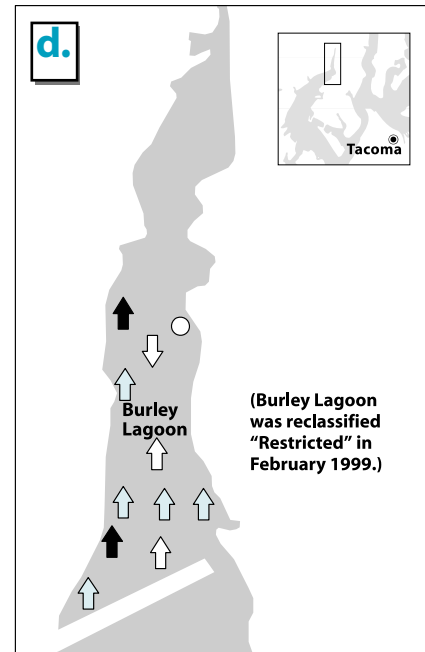 d.
Tacoma
Burley
Lagoon
(Burley Lagoon
was reclassified
“Restricted” in
February 1999.)